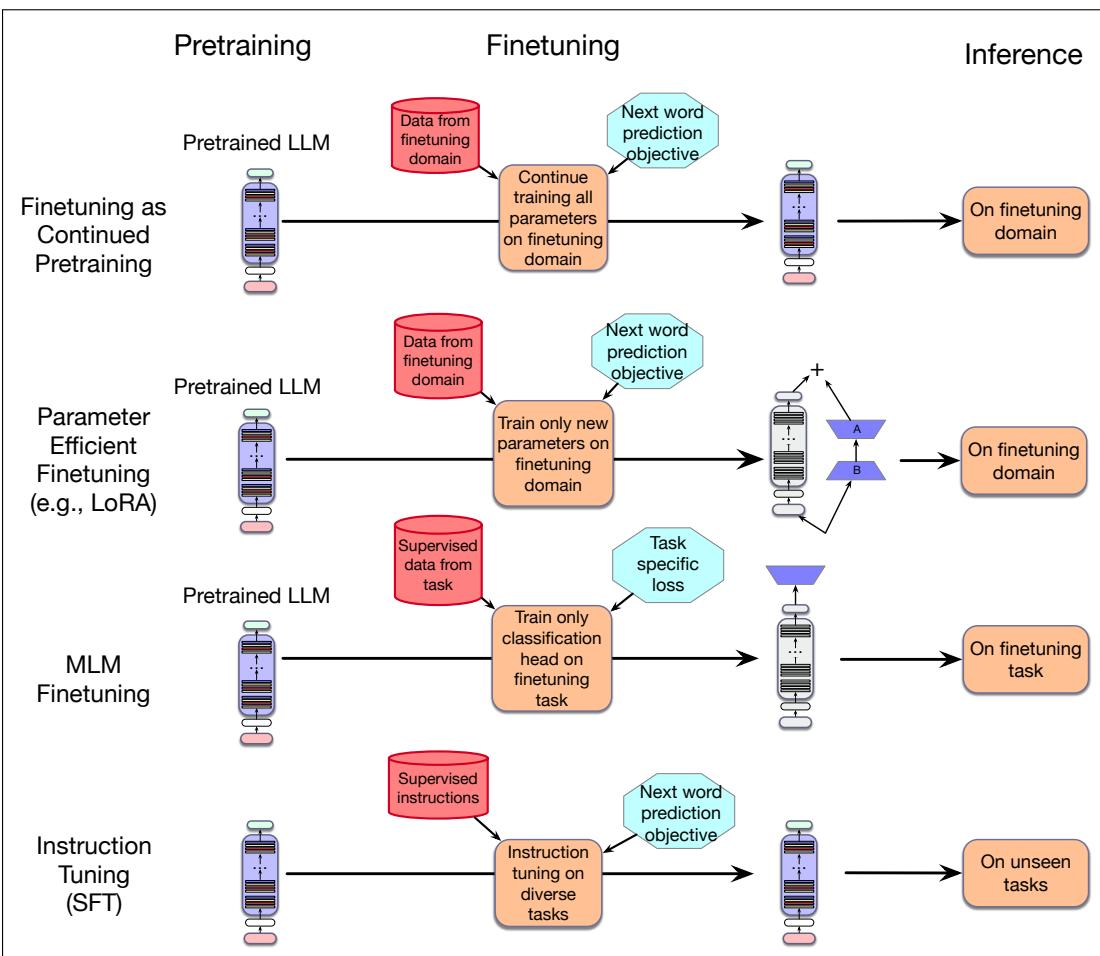 Pretraining
Finetuning
Inference
Finetuning as
Continued
Pretraining
Pretrained LLM
Data from
finetuning
domain
Next word
prediction
objective
Continue
training all
parameters
on finetuning
domain
On finetuning
domain
Parameter
Efficient
Finetuning
(e.g., LoRA)
Pretrained LLM
Data from
finetuning
domain
Next word
prediction
objective
Train only new
parameters on
finetuning
domain
+
A
B
On finetuning
domain
MLM
Finetuning
Pretrained LLM
Supervised
data from
task
Task
specific
loss
Train only
classification
head on
finetuning
task
On finetuning
task
Instruction
Tuning
(SFT)
Supervised
instructions
Next word
prediction
objective
Instruction
tuning on
diverse
tasks
On unseen
tasks